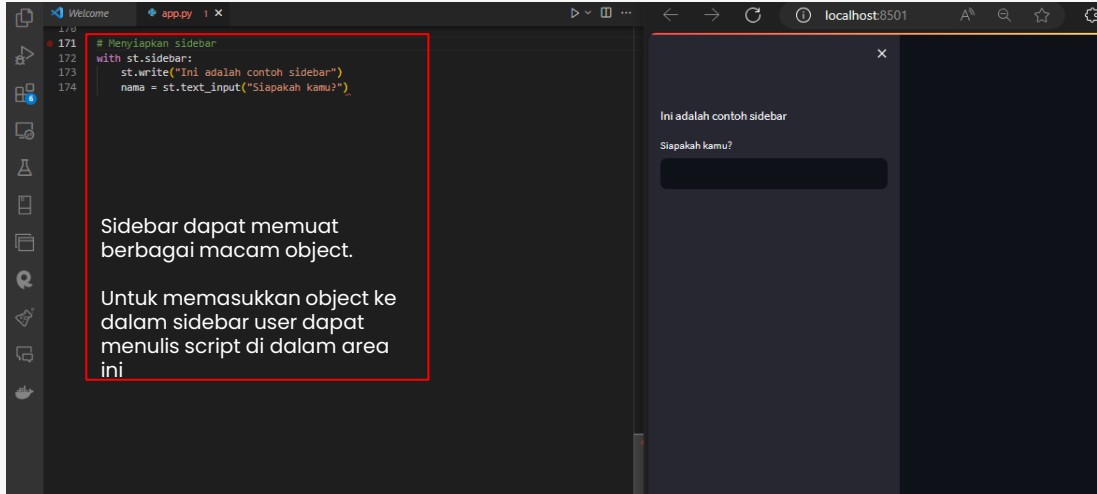 Welcome
app.py 1
localhost:8501
170
171 # Menyiapkan sidebar
172 with st.sidebar:
173 st.write("Ini adalah contoh sidebar")
174 nama = st.text_input("Siapakah kamu?")
Sidebar dapat memuat
berbagai macam object.
Untuk memasukkan object ke
dalam sidebar user dapat
menulis script di dalam area
ini
6
Ini adalah contoh sidebar
Siapakah kamu?